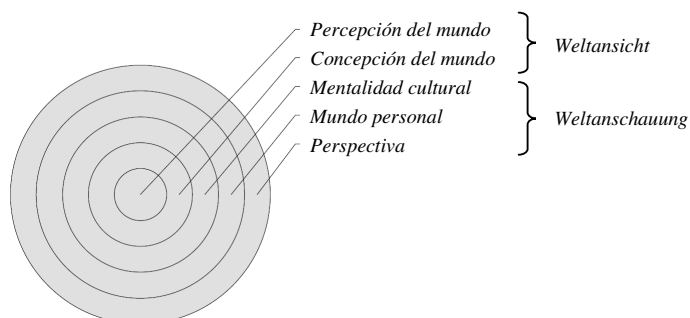 Percepción del mundo
Concepción del mundo
Weltansicht
Mentalidad cultural
Mundo personal
Weltanschauung
Perspectiva